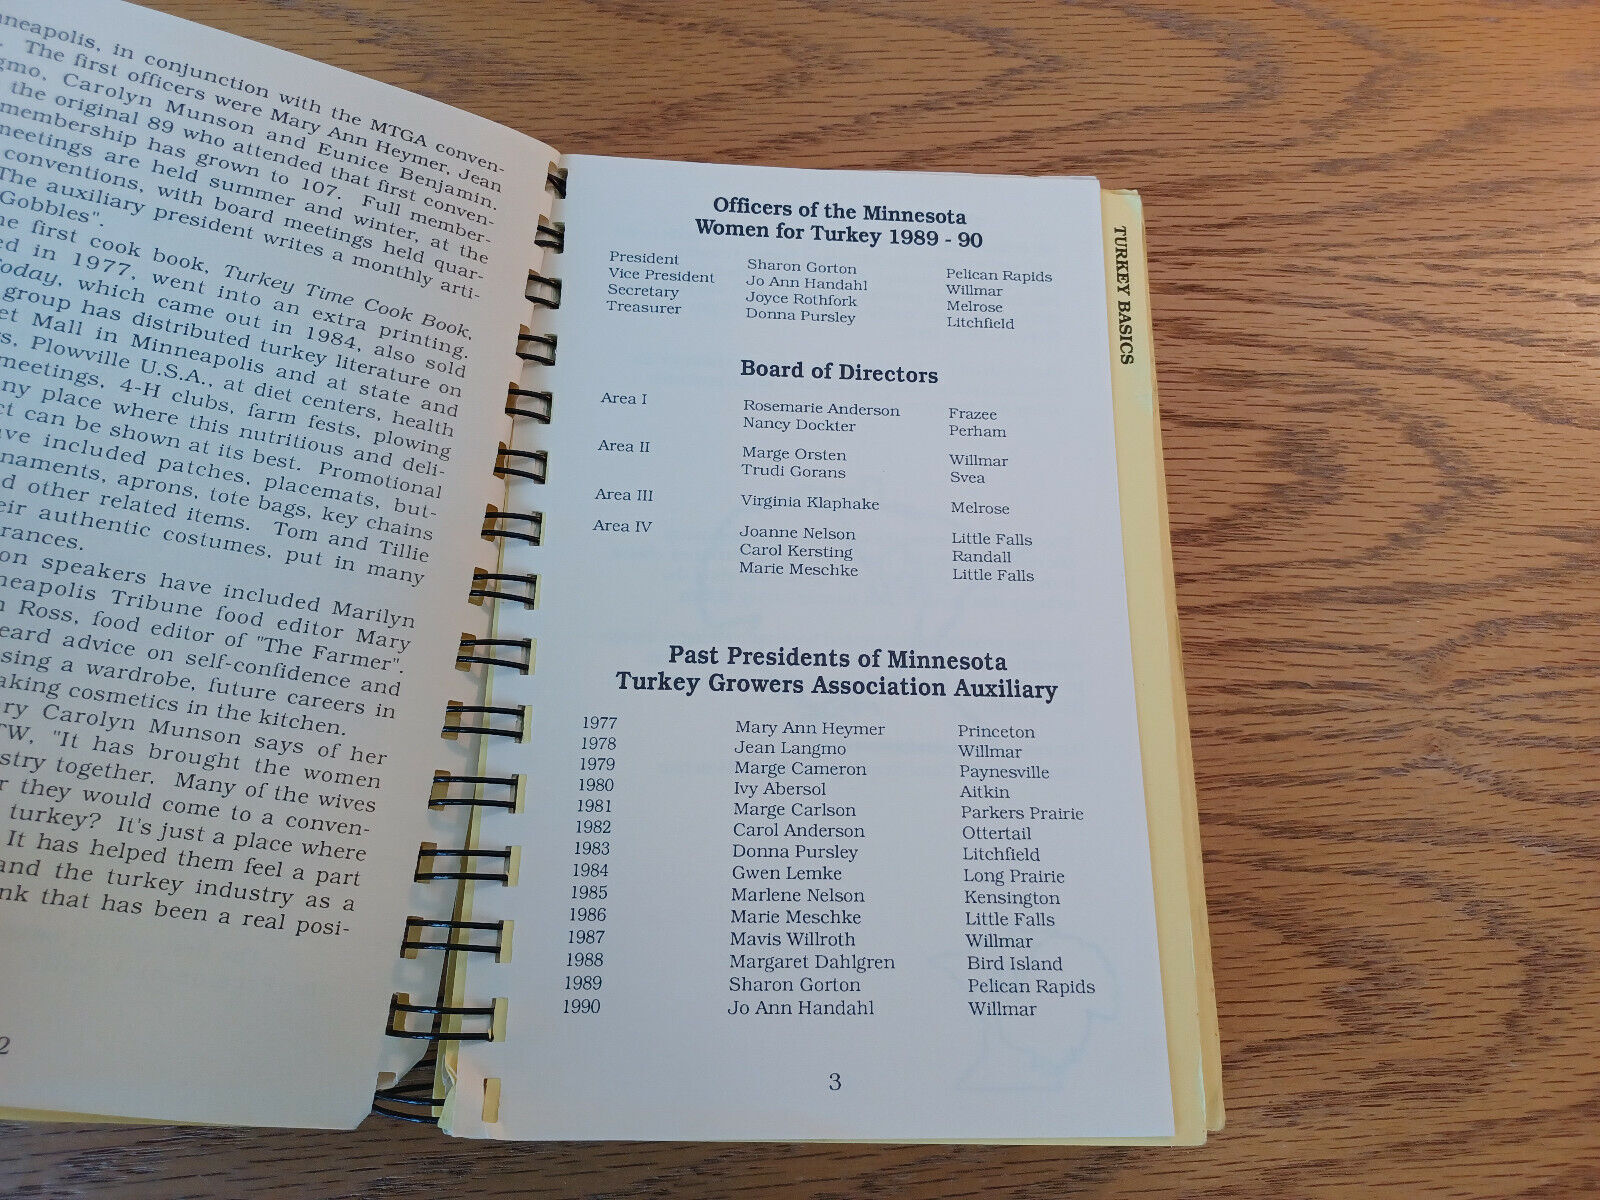 nneapolis, in conjunction with the MTGA conven-
. The first officers were Mary Ann Heymer, Jean
gmo, Carolyn Munson and Eunice Benjamin.
the original 89 who attended that first conven-
membership has grown to 107. Full member-
meetings are held summer and winter, at the
conventions, with board meetings held quar-
The auxiliary president writes a monthly arti-
Gobbles".
he first cook book, Turkey Time Cook Book,
ed in 1977, went into an extra printing.
Today, which came out in 1984, also sold
group has distributed turkey literature on
et Mall in Minneapolis and at state and
s, Plowville U.S.A., at diet centers, health
meetings, 4-H clubs, farm fests, plowing
ny place where this nutritious and deli-
ct can be shown at its best. Promotional
ave included patches, placemats, but-
naments, aprons, tote bags, key chains
d other related items. Tom and Tillie
eir authentic costumes, put in many
rances.
on speakers have included Marilyn
neapolis Tribune food editor Mary
n Ross, food editor of "The Farmer".
eard advice on self-confidence and
sing a wardrobe, future careers in
aking cosmetics in the kitchen.
ry Carolyn Munson says of her
TW, "It has brought the women
stry together. Many of the wives
r they would come to a conven-
turkey? It's just a place where
It has helped them feel a part
and the turkey industry as a
nk that has been a real posi-
2
Officers of the Minnesota
Women for Turkey 1989 - 90
President Sharon Gorton Pelican Rapids
Vice President Jo Ann Handahl Willmar
Secretary Joyce Rothfork Melrose
Treasurer Donna Pursley Litchfield
Board of Directors
Area I Rosemarie Anderson Frazee
Nancy Dockter Perham
Area II Marge Orsten Willmar
Trudi Gorans Svea
Area III Virginia Klaphake Melrose
Area IV Joanne Nelson Little Falls
Carol Kersting Randall
Marie Meschke Little Falls
Past Presidents of Minnesota
Turkey Growers Association Auxiliary
1977 Mary Ann Heymer Princeton
1978 Jean Langmo Willmar
1979 Marge Cameron Paynesville
1980 Ivy Abersol Aitkin
1981 Marge Carlson Parkers Prairie
1982 Carol Anderson Ottertail
1983 Donna Pursley Litchfield
1984 Gwen Lemke Long Prairie
1985 Marlene Nelson Kensington
1986 Marie Meschke Little Falls
1987 Mavis Willroth Willmar
1988 Margaret Dahlgren Bird Island
1989 Sharon Gorton Pelican Rapids
1990 Jo Ann Handahl Willmar
3
TURKEY BASICS